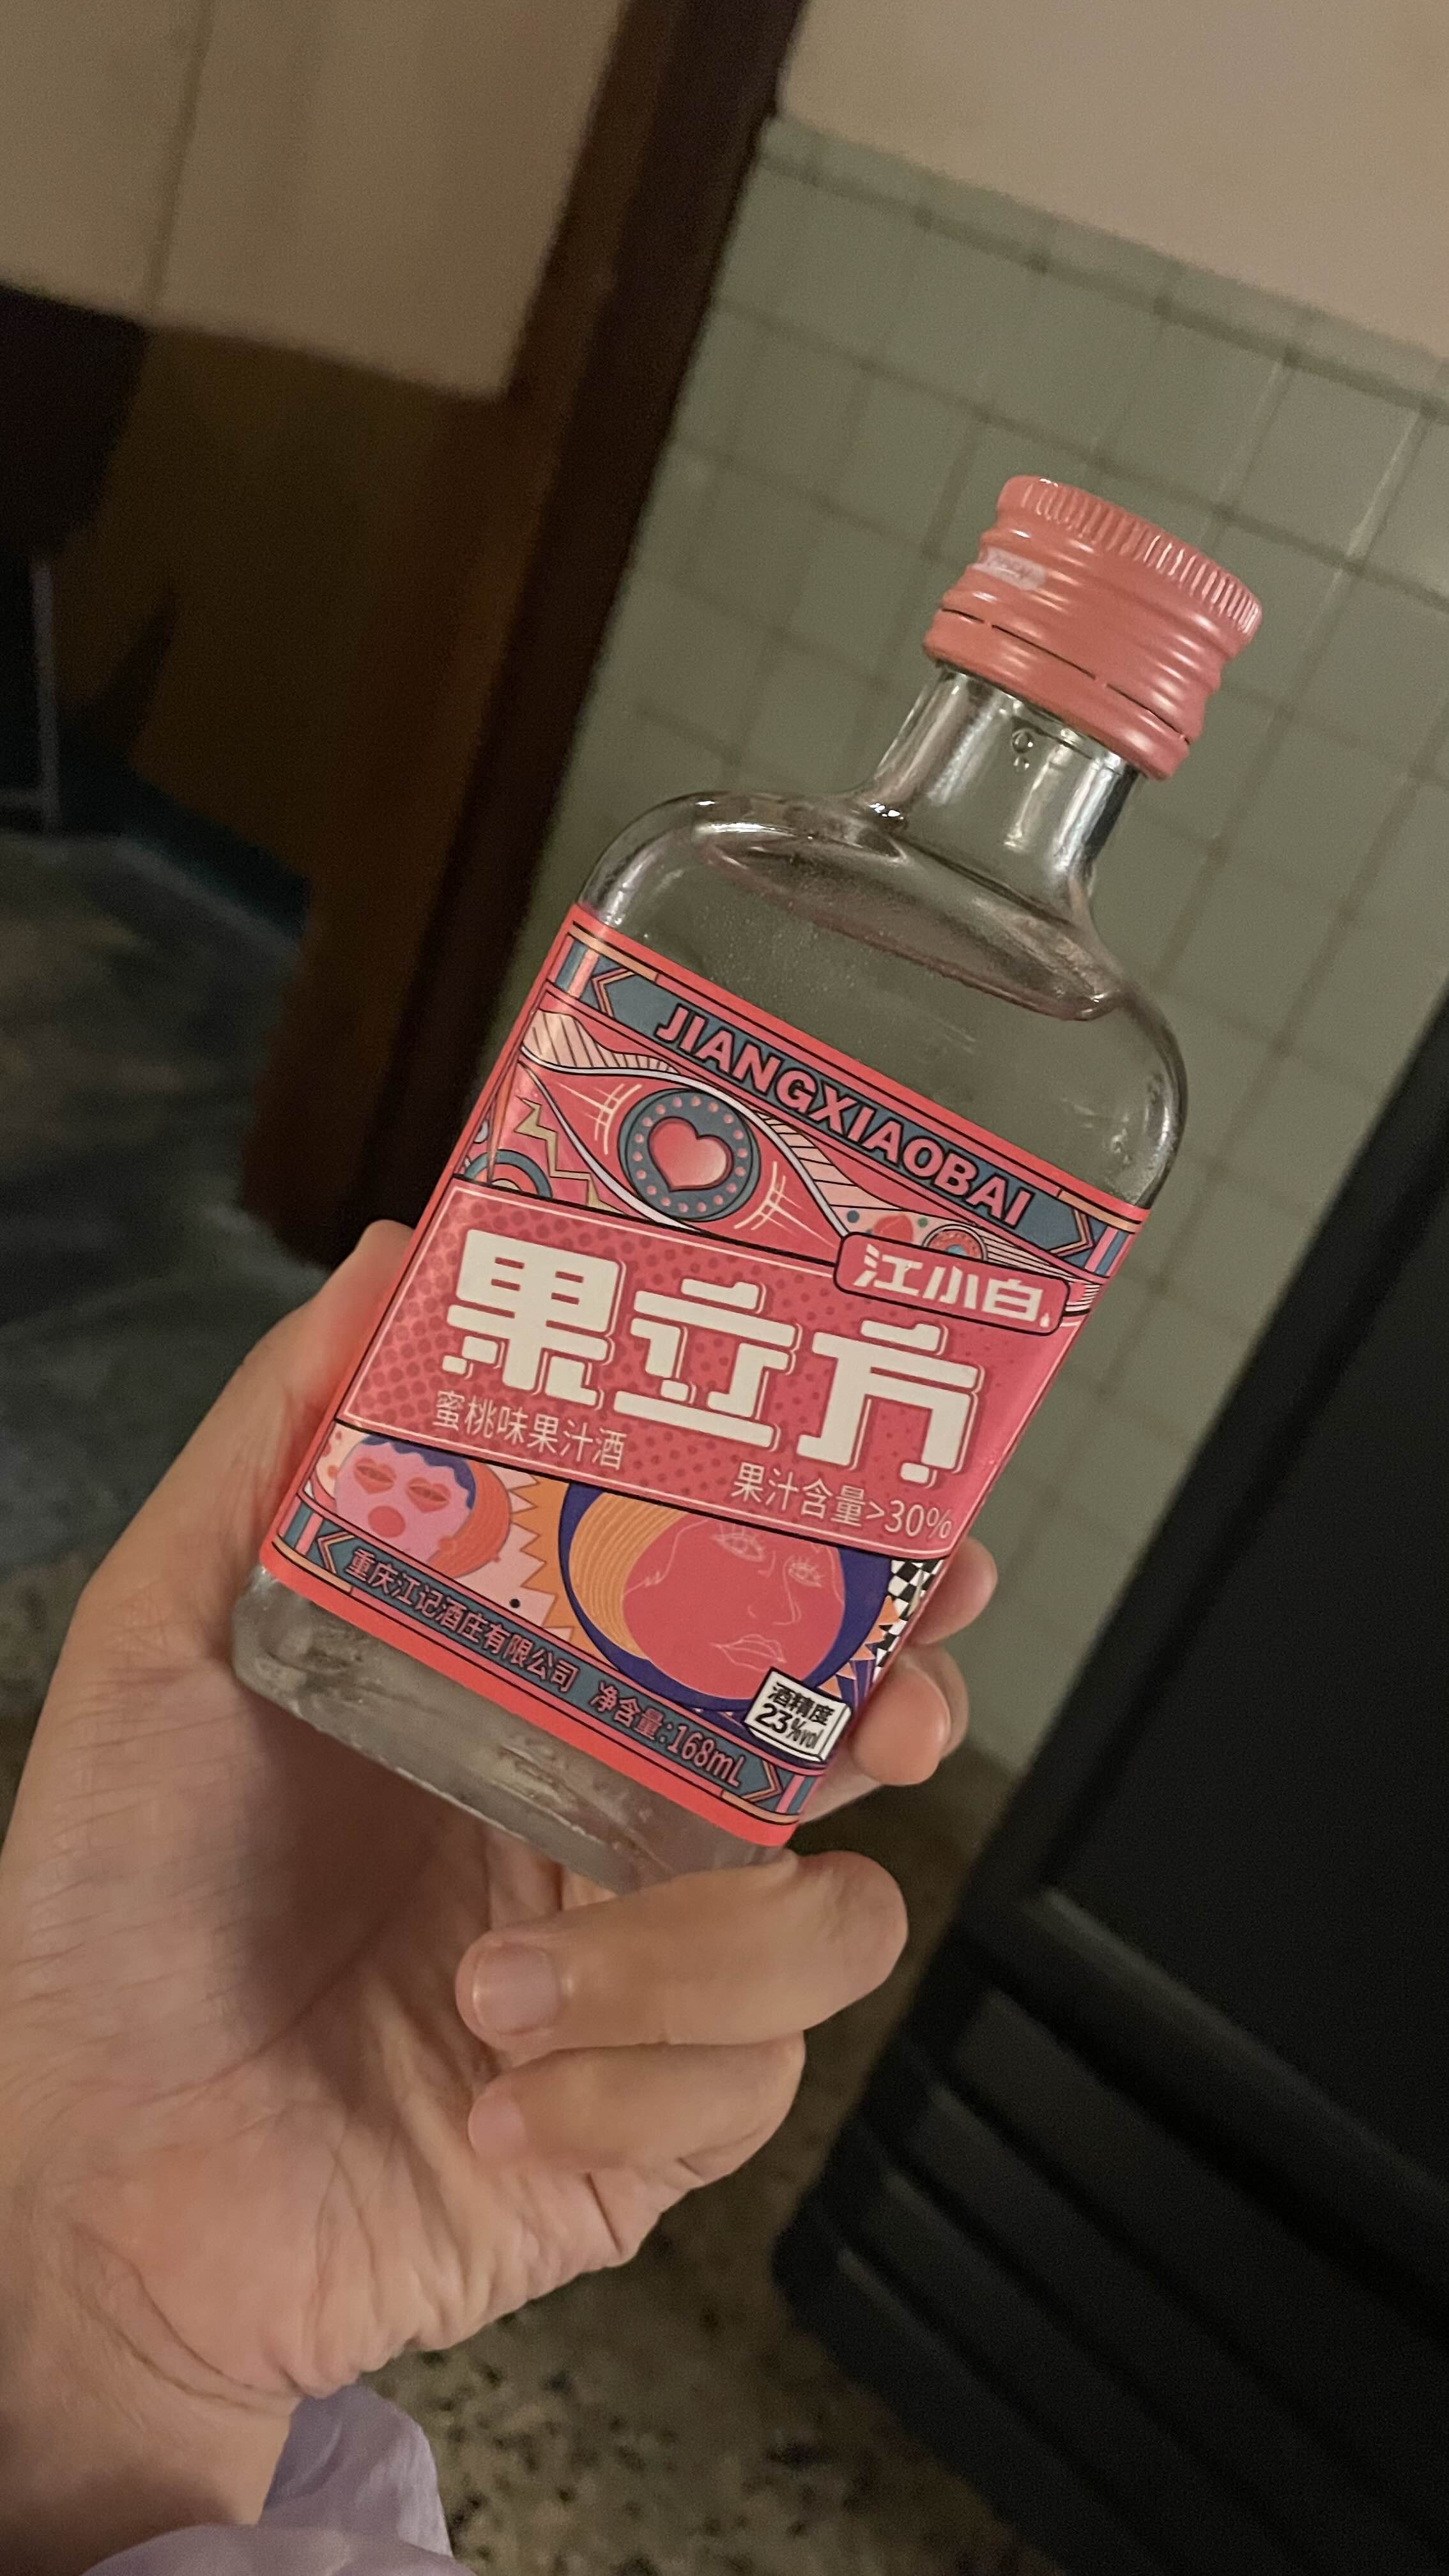 JIANGXIAOBAI
江小白
果立方
蜜桃味果汁酒
果汁含量>30%
酒精度
23%vol
重庆江记酒庄有限公司 净含量:168mL